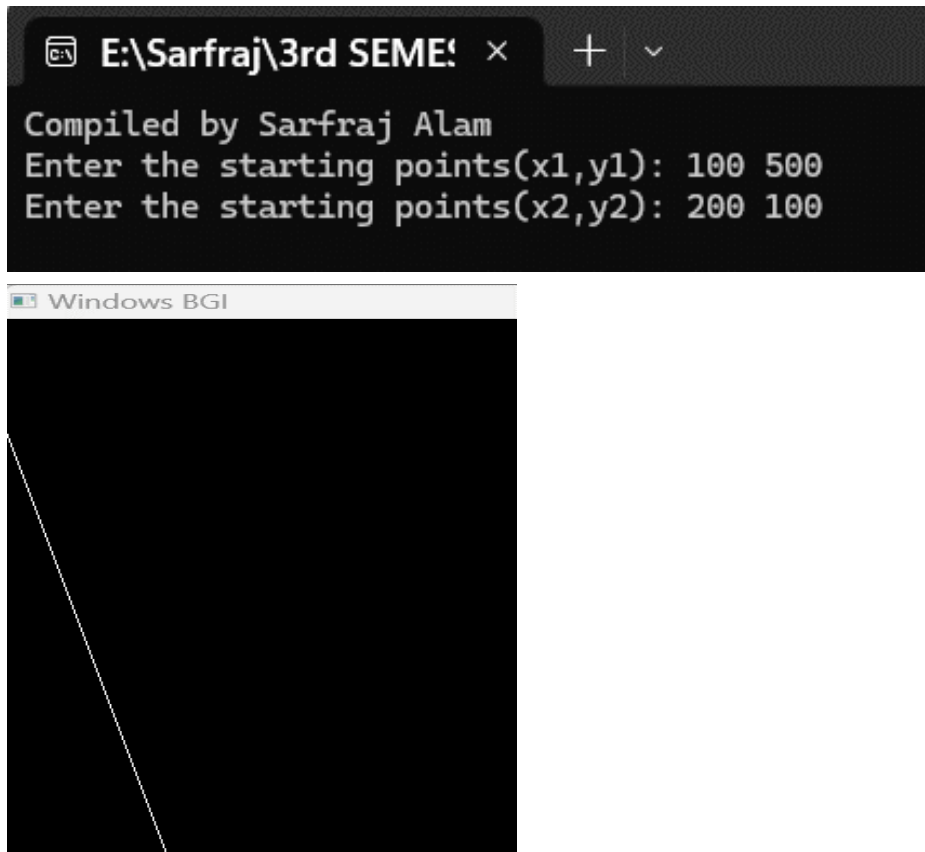 E:\Sarfraj\3rd SEMES
Compiled by Sarfraj Alam
Enter the starting points(x1,y1): 100 500
Enter the starting points(x2,y2): 200 100
Windows BGI